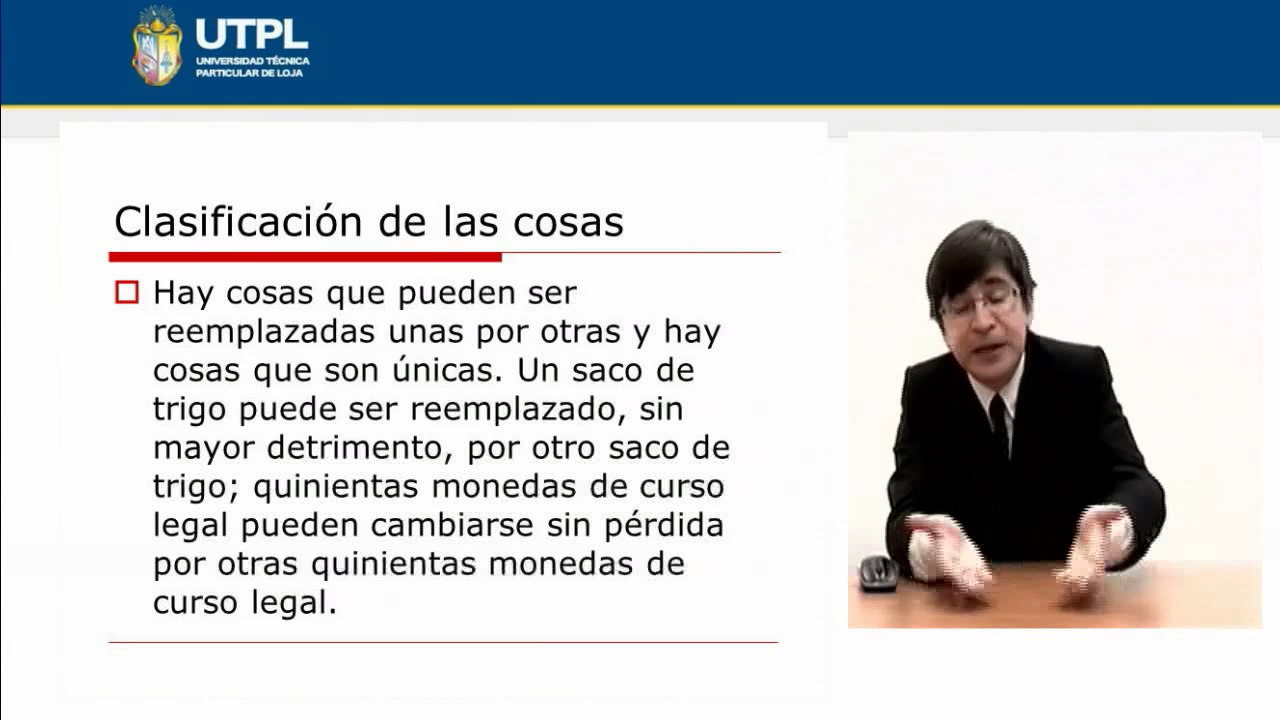 UTPL
UNIVERSIDAD TÉCNICA
PARTICULAR DE LOJA
Clasificación de las cosas
Hay cosas que pueden ser
reemplazadas unas por otras y hay
cosas que son únicas. Un saco de
trigo puede ser reemplazado, sin
mayor detrimento, por otro saco de
trigo; quinientas monedas de curso
legal pueden cambiarse sin pérdida
por otras quinientas monedas de
curso legal.